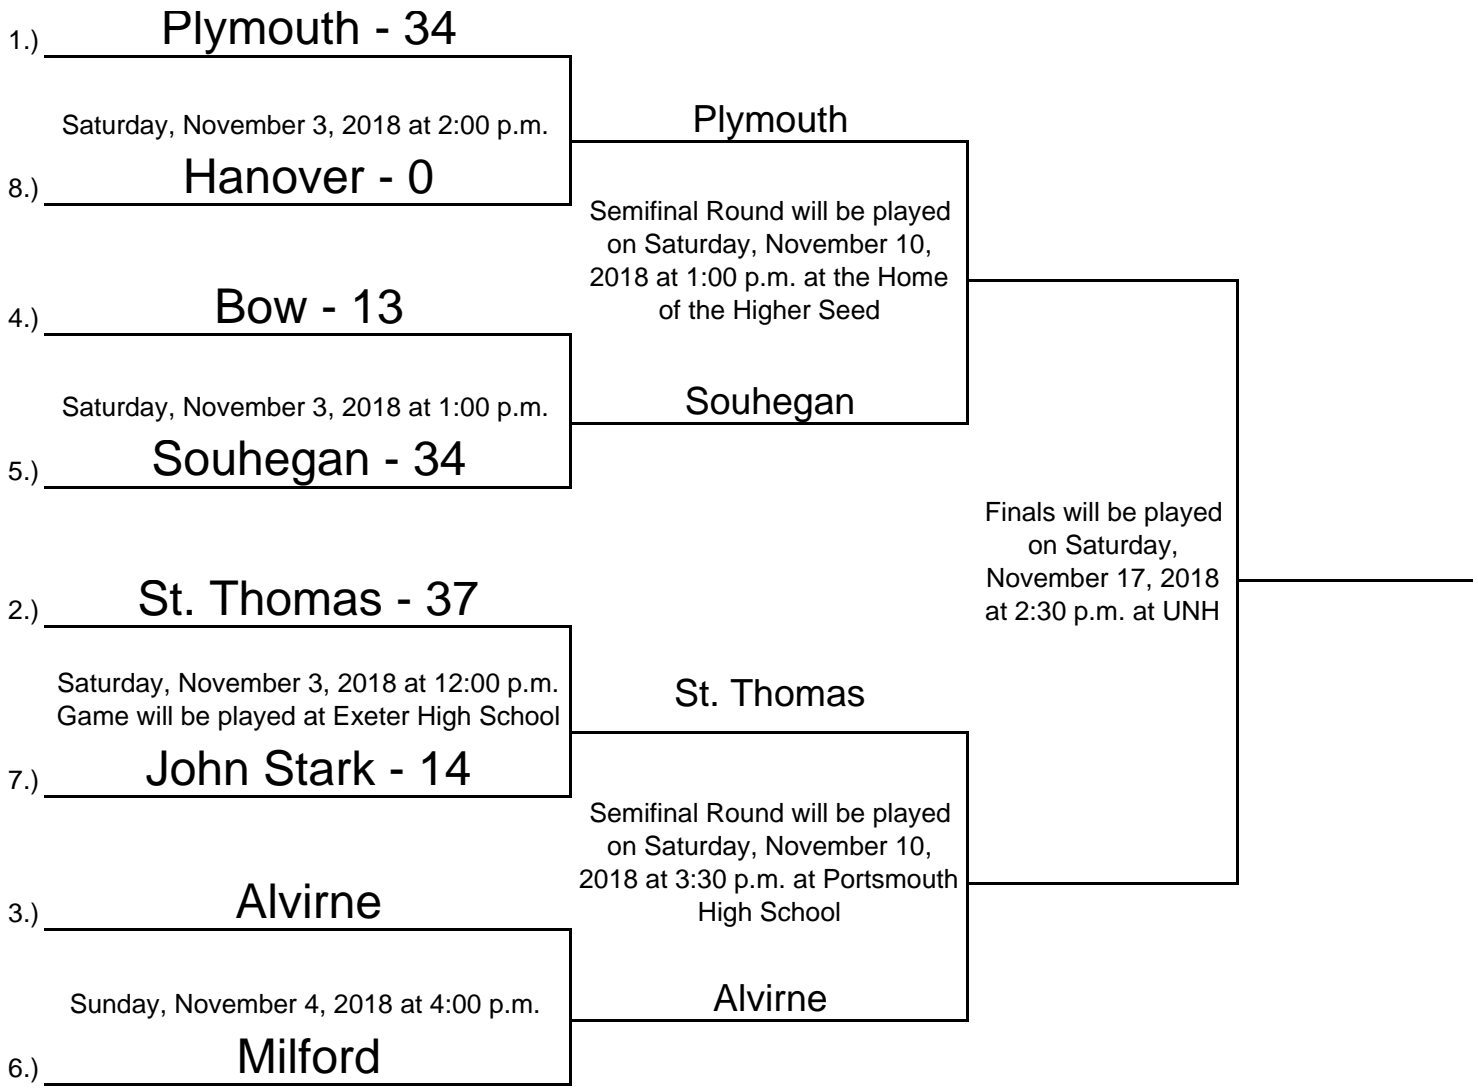 1.) Plymouth - 34
Saturday, November 3, 2018 at 2:00 p.m.
8.) Hanover - 0
Plymouth
Semifinal Round will be played
on Saturday, November 10,
2018 at 1:00 p.m. at the Home
of the Higher Seed
4.) Bow - 13
Saturday, November 3, 2018 at 1:00 p.m.
5.) Souhegan - 34
Souhegan
Finals will be played
on Saturday,
November 17, 2018
at 2:30 p.m. at UNH
2.) St. Thomas - 37
Saturday, November 3, 2018 at 12:00 p.m.
Game will be played at Exeter High School
7.) John Stark - 14
St. Thomas
Semifinal Round will be played
on Saturday, November 10,
2018 at 3:30 p.m. at Portsmouth
High School
3.) Alvirne
Sunday, November 4, 2018 at 4:00 p.m.
6.) Milford
Alvirne